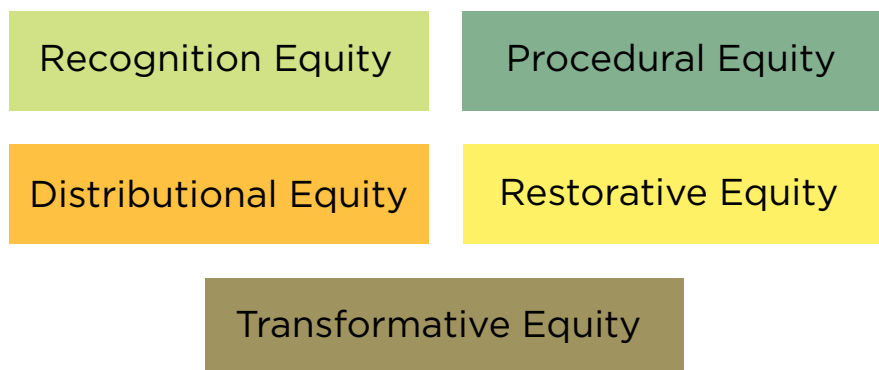 Recognition Equity
Procedural Equity
Distributional Equity
Restorative Equity
Transformative Equity